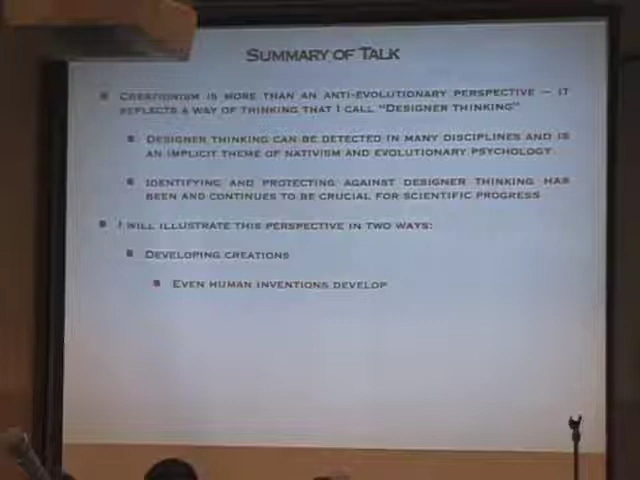 SUMMARY OF TALK
CREATIONISM IS MORE THAN AN ANTI-EVOLUTIONARY PERSPECTIVE – IT
REFLECTS A WAY OF THINKING THAT I CALL "DESIGNER THINKING"
DESIGNER THINKING CAN BE DETECTED IN MANY DISCIPLINES AND IS
AN IMPLICIT THEME OF NATIVISM AND EVOLUTIONARY PSYCHOLOGY
IDENTIFYING AND PROTECTING AGAINST DESIGNER THINKING HAS
BEEN AND CONTINUES TO BE CRUCIAL FOR SCIENTIFIC PROGRESS
I WILL ILLUSTRATE THIS PERSPECTIVE IN TWO WAYS:
DEVELOPING CREATIONS
EVEN HUMAN INVENTIONS DEVELOP